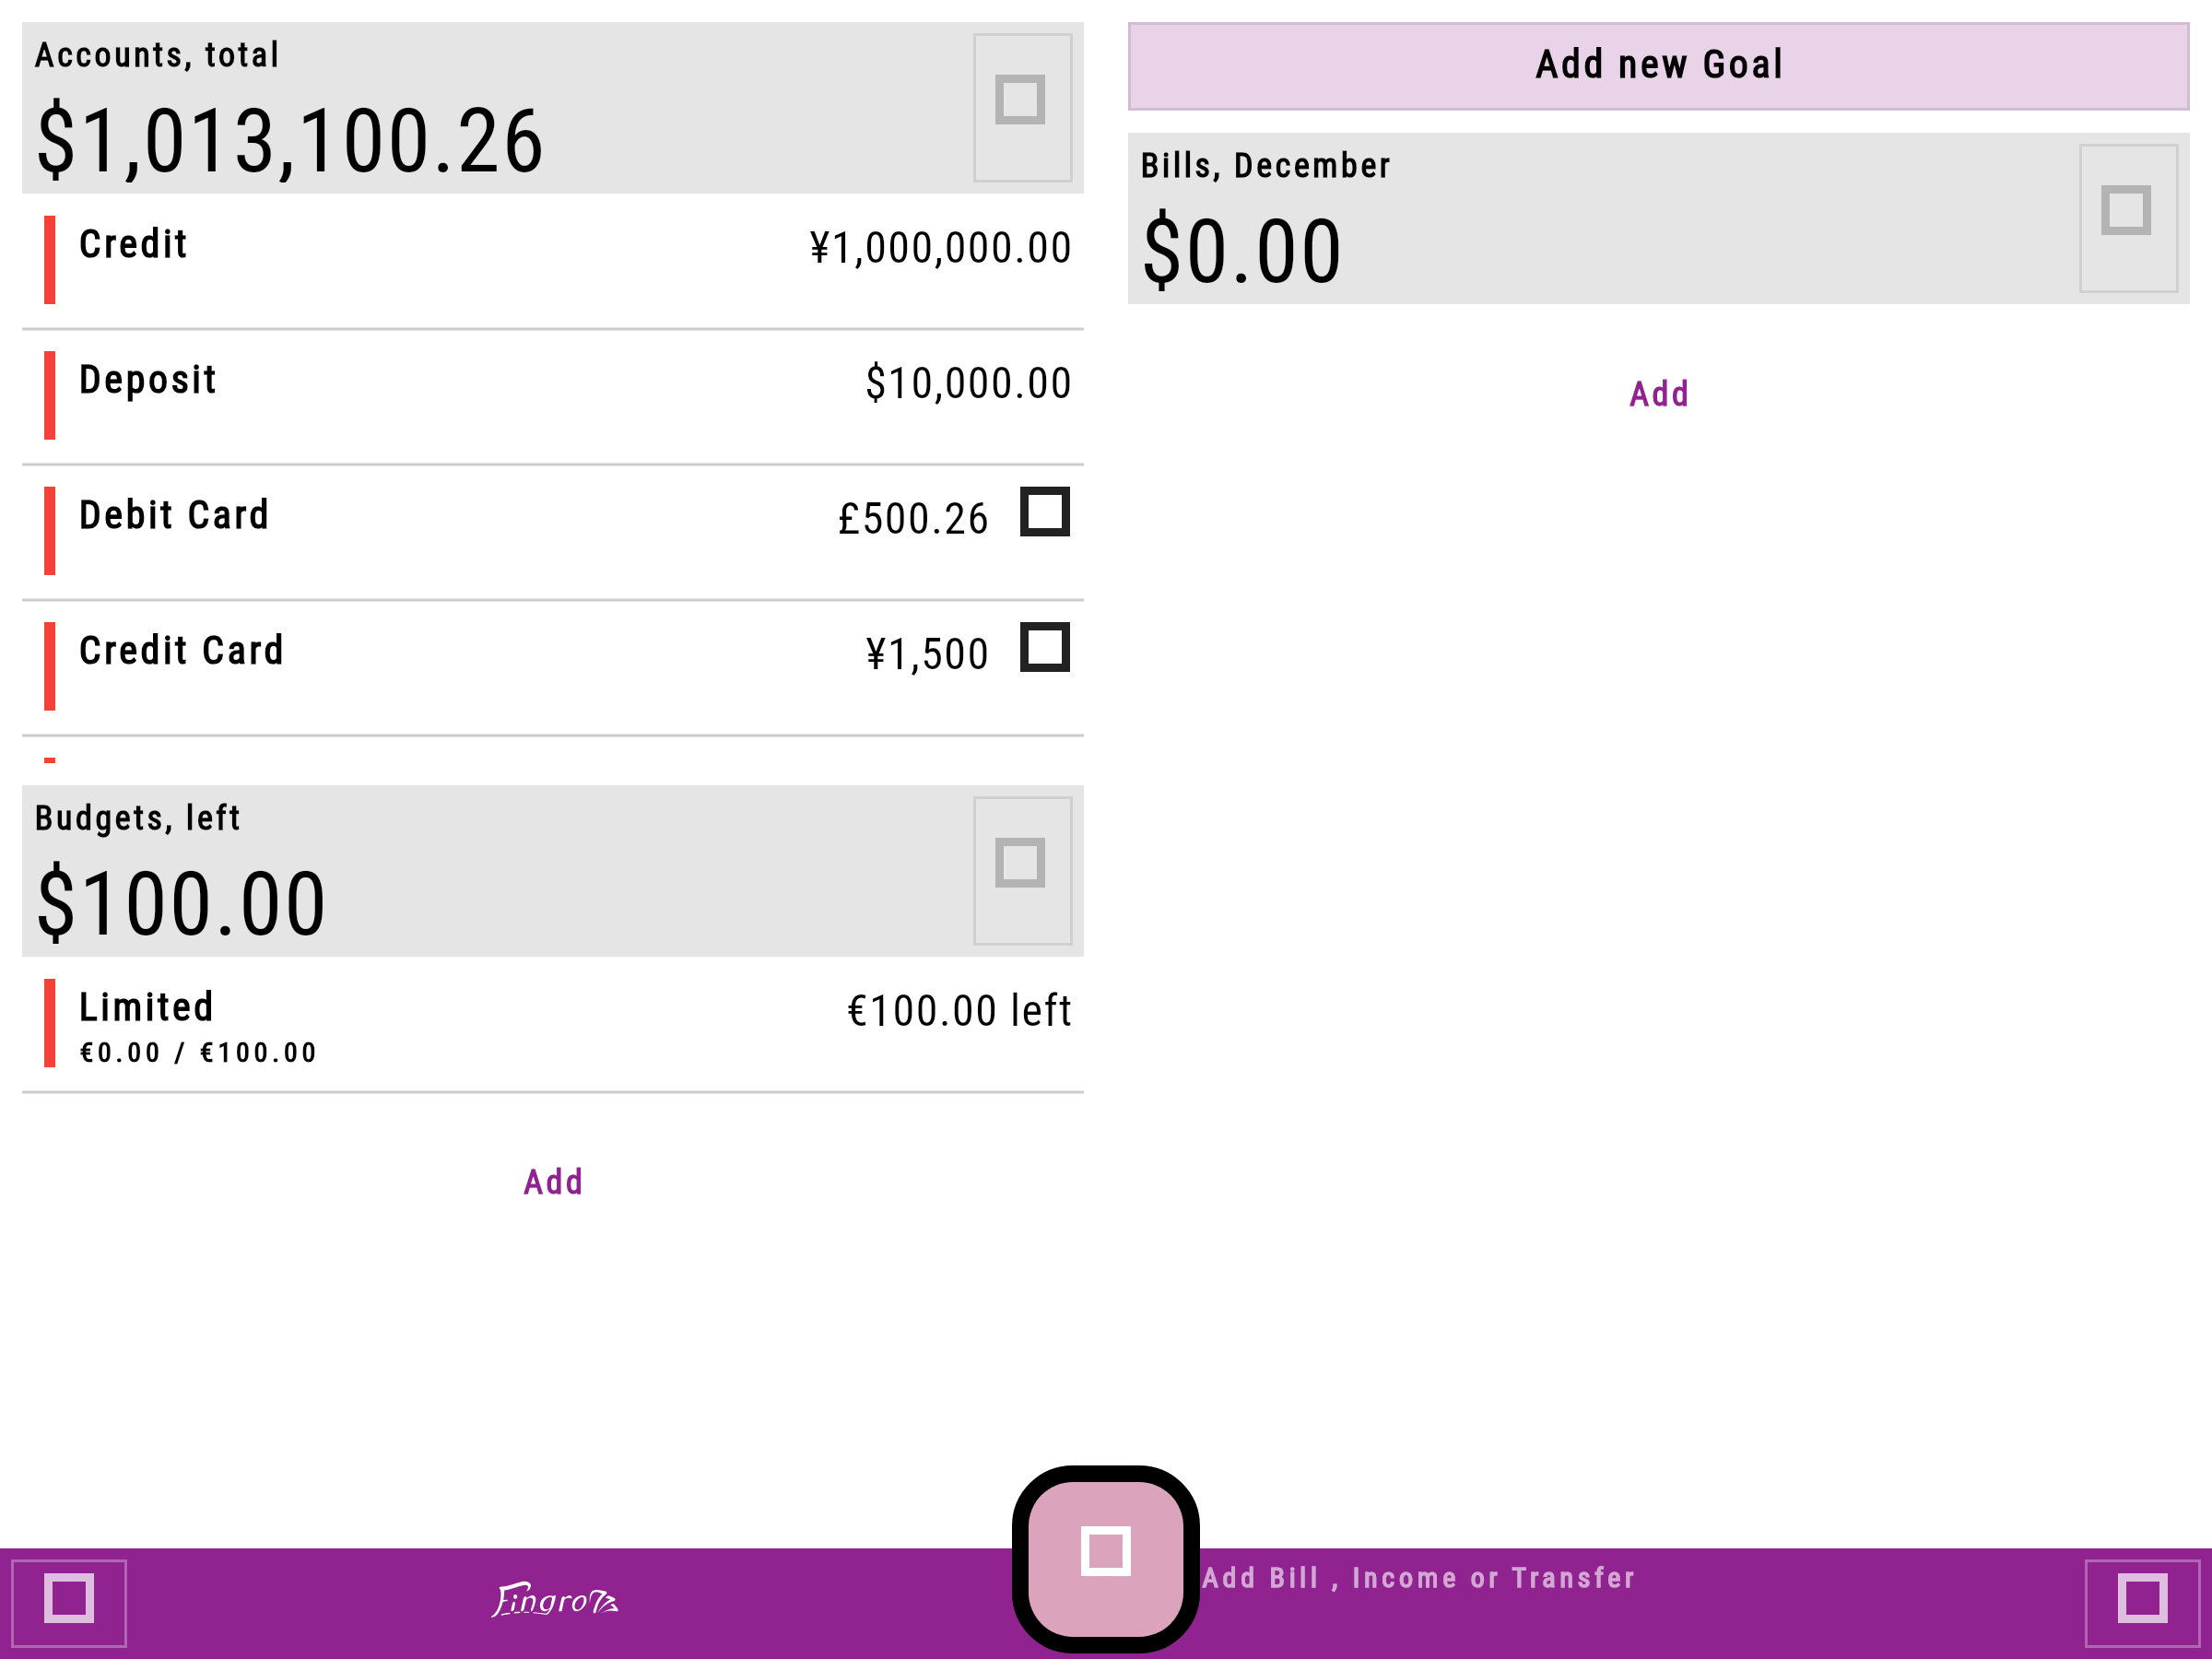 Accounts, total
$1,013,100.26
Credit ¥1,000,000.00
Deposit $10,000.00
Debit Card £500.26
Credit Card ¥1,500
Budgets, left
$100.00
Limited €100.00 left
€0.00 / €100.00
Add
Add new Goal
Bills, December
$0.00
Add
Fingro
Add Bill , Income or Transfer